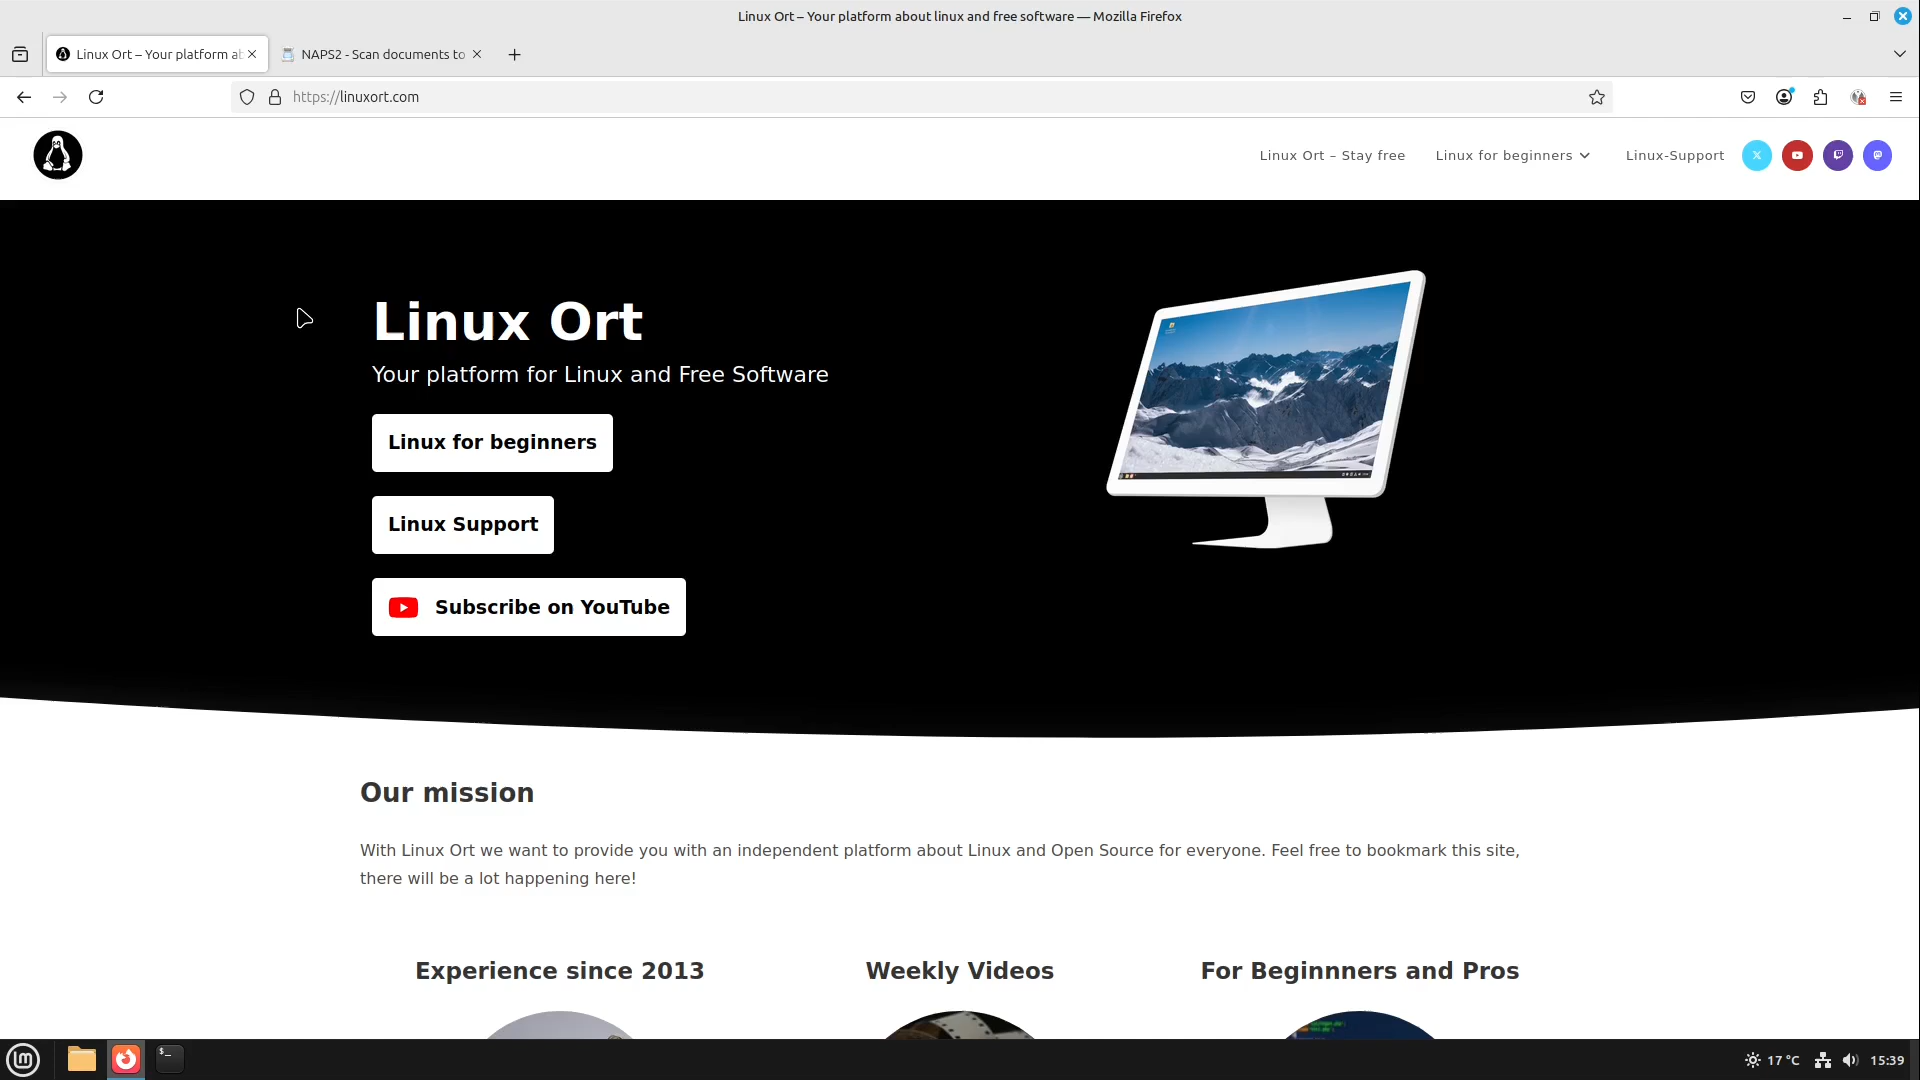 Linux Ort – Your platform about linux and free software — Mozilla Firefox
Linux Ort – Your platform ab
NAPS2 - Scan documents to
https://linuxort.com
Linux Ort – Stay free
Linux for beginners
Linux-Support
Linux Ort
Your platform for Linux and Free Software
Linux for beginners
Linux Support
Subscribe on YouTube
Our mission
With Linux Ort we want to provide you with an independent platform about Linux and Open Source for everyone. Feel free to bookmark this site,
there will be a lot happening here!
Experience since 2013
Weekly Videos
For Beginnners and Pros
17 °C
15:39